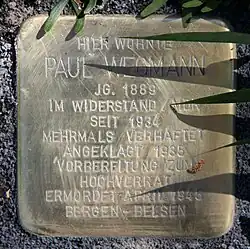 HIER WOHNTE
PAUL WEGMANN
JG. 1889
IM WIDERSTAND
SEIT 1934
MEHRMALS VERHAFTET
ANGEKLAGT 1935
VORBEREITUNG ZUM
HOCHVERRAT
ERMORDET APRIL 1945
BERGEN-BELSEN